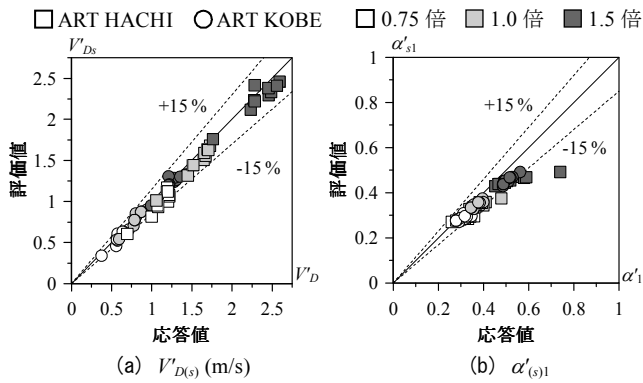 □ ART HACHI ○ ART KOBE □ 0.75 倍 ■ 1.0 倍 ■ 1.5 倍
V'Ds
2.5
2
1.5
1
0.5
0
評価値
+15 %
-15 %
0 0.5 1 1.5 2 2.5
V'D
応答値
(a) V'D(s) (m/s)
α's1
1
0.8
0.6
0.4
0.2
0
評価値
+15 %
-15 %
0 0.2 0.4 0.6 0.8 1
α'1
応答値
(b) α'(s)1